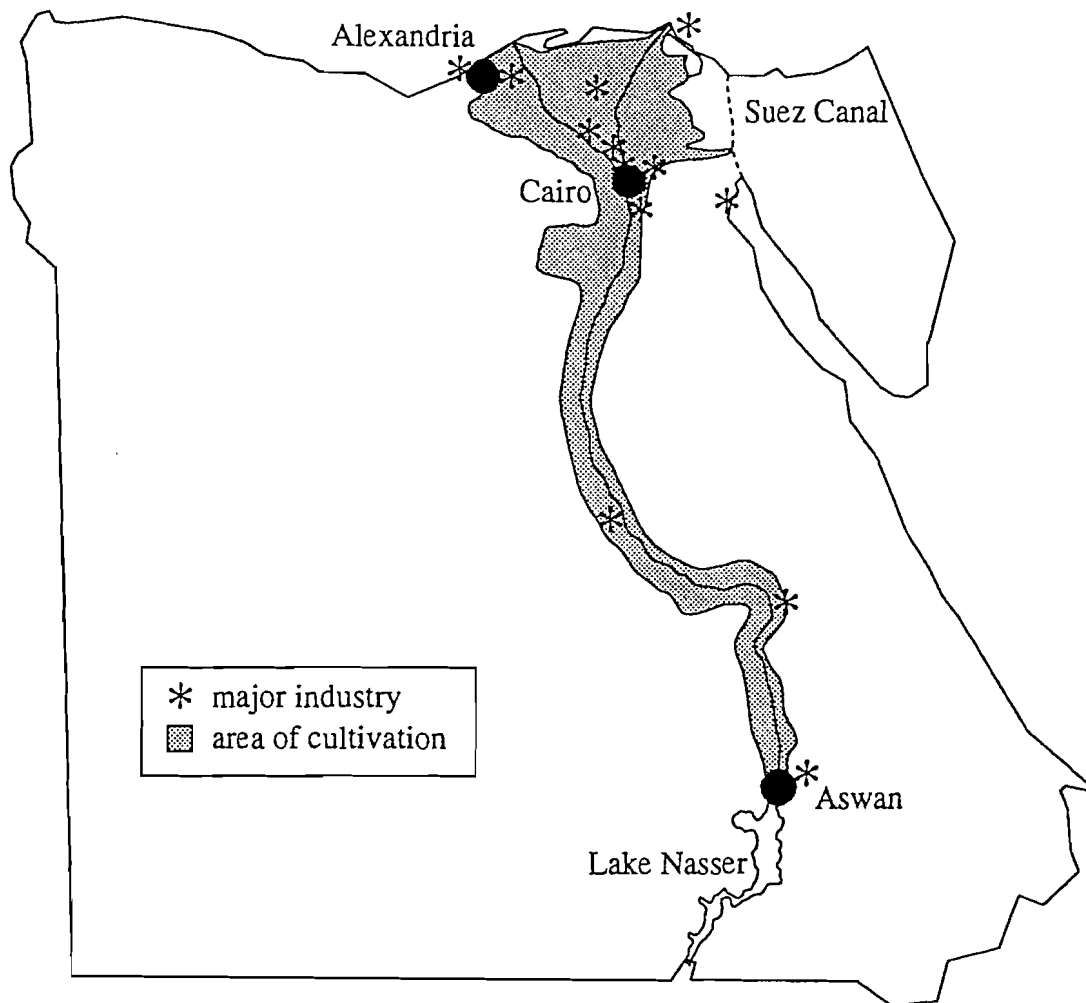 Alexandria
Suez Canal
Cairo
major industry
area of cultivation
Aswan
Lake Nasser